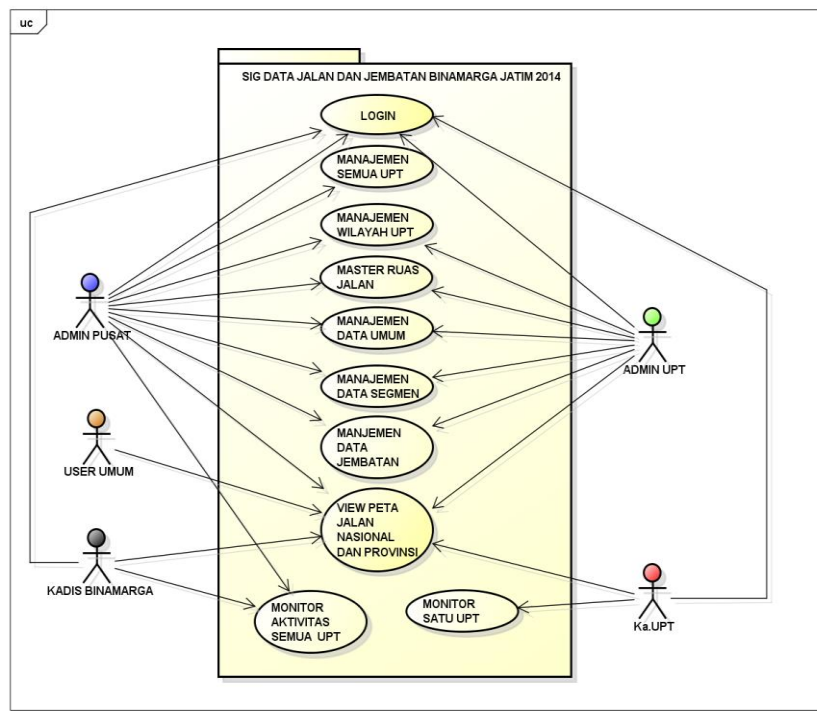 uc
SIG DATA JALAN DAN JEMBATAN BINAMARGA JATIM 2014
LOGIN
MANAJEMEN
SEMUA UPT
MANAJEMEN
WILAYAH UPT
MASTER RUAS
JALAN
MANAJEMEN
DATA UMUM
MANAJEMEN
DATA SEGMEN
MANJEMEN
DATA
JEMBATAN
VIEW PETA
JALAN
NASIONAL
DAN PROVINSI
MONITOR
AKTIVITAS
SEMUA UPT
MONITOR
SATU UPT
ADMIN PUSAT
USER UMUM
KADIS BINAMARGA
ADMIN UPT
Ka.UPT